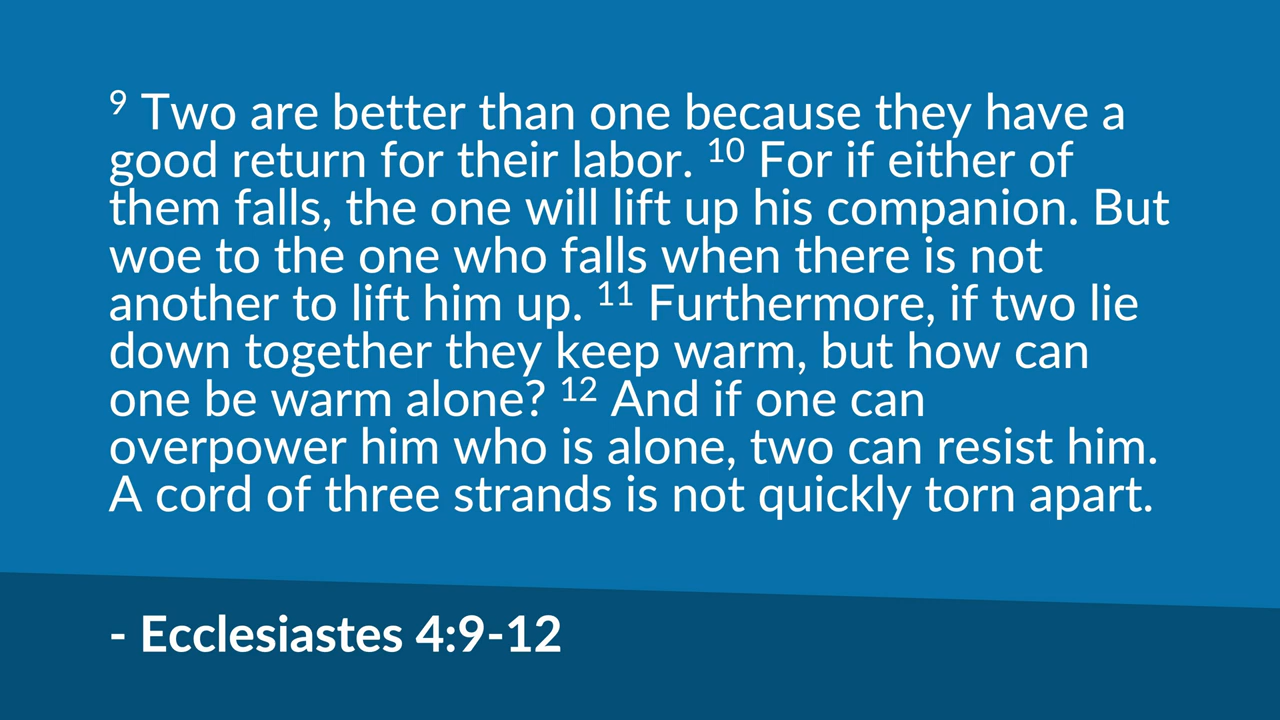 9 Two are better than one because they have a
good return for their labor. 10 For if either of
them falls, the one will lift up his companion. But
woe to the one who falls when there is not
another to lift him up. 11 Furthermore, if two lie
down together they keep warm, but how can
one be warm alone? 12 And if one can
overpower him who is alone, two can resist him.
A cord of three strands is not quickly torn apart.
- Ecclesiastes 4:9-12